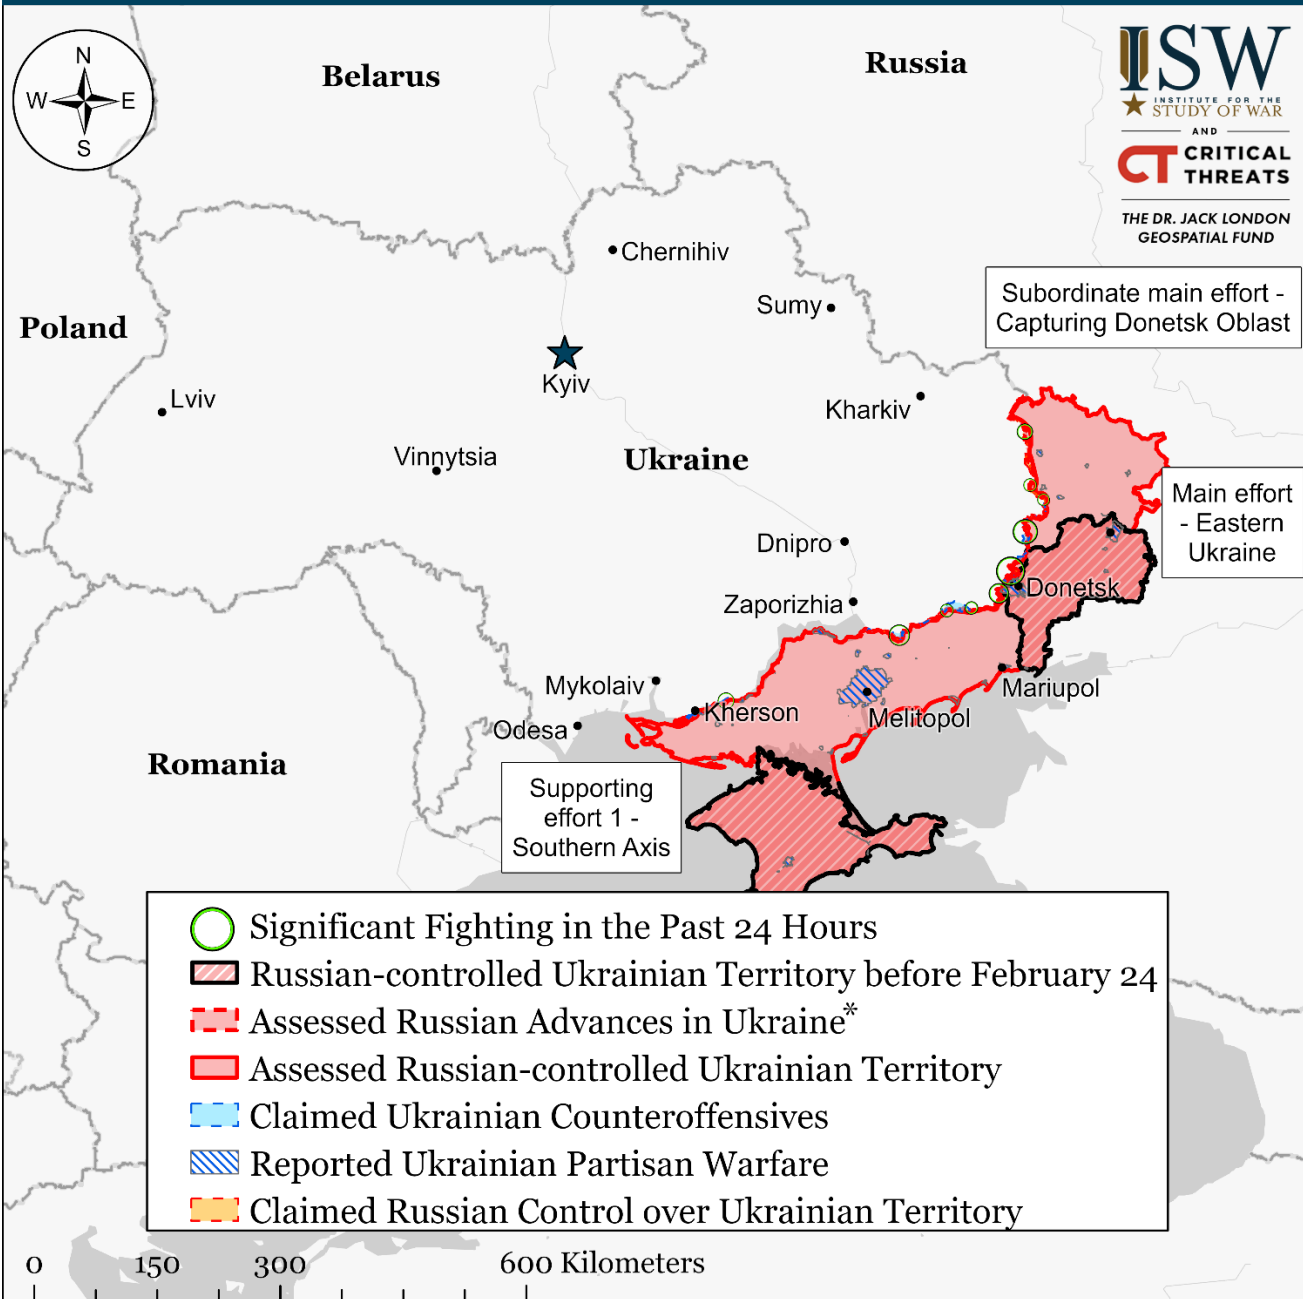 N
W
E
S
Belarus
Russia
ISW
INSTITUTE FOR THE
STUDY OF WAR
AND
CT CRITICAL
THREATS
THE DR. JACK LONDON
GEOSPATIAL FUND
Chernihiv
Subordinate main effort -
Capturing Donetsk Oblast
Sumy
Poland
Kyiv
Lviv
Kharkiv
Vinnytsia
Ukraine
Main effort
- Eastern
Ukraine
Dnipro
Donetsk
Zaporizhia
Mykolaiv
Mariupol
Kherson
Melitopol
Odesa
Romania
Supporting
effort 1 -
Southern Axis
Significant Fighting in the Past 24 Hours
Russian-controlled Ukrainian Territory before February 24
Assessed Russian Advances in Ukraine*
Assessed Russian-controlled Ukrainian Territory
Claimed Ukrainian Counteroffensives
Reported Ukrainian Partisan Warfare
Claimed Russian Control over Ukrainian Territory
0 150 300 600 Kilometers